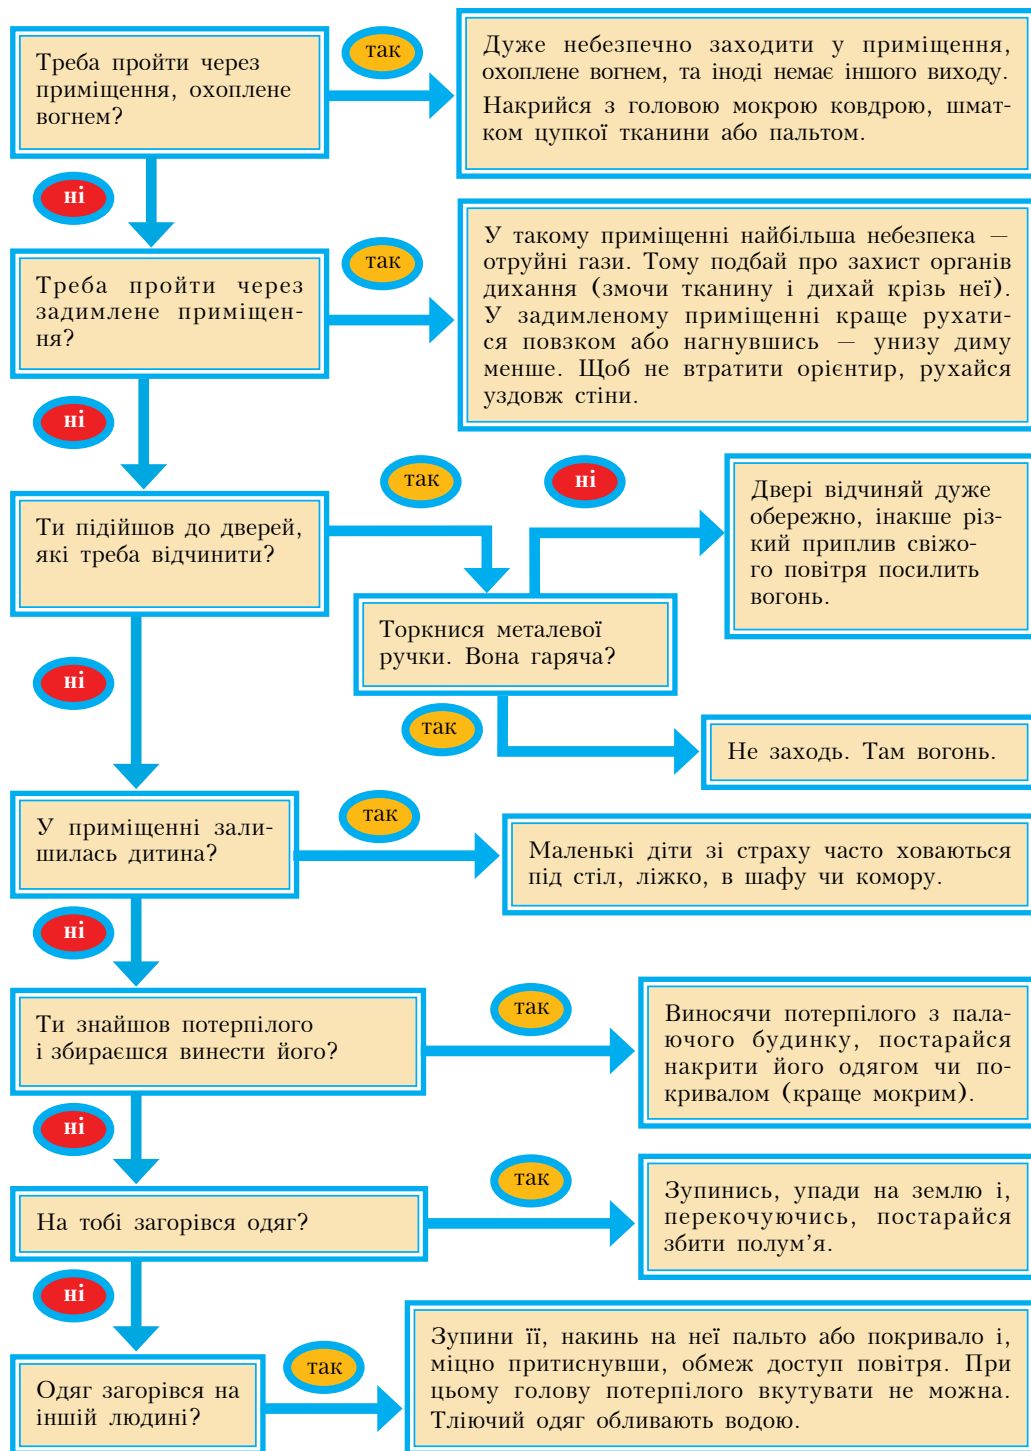 Треба пройти через
приміщення, охоплене
вогнем?
так
Дуже небезпечно заходити у приміщення,
охоплене вогнем, та іноді немає іншого виходу.
Накрийся з головою мокрою ковдрою, шмат-
ком цупкої тканини або пальтом.
ні
Треба пройти через
задимлене приміщен-
ня?
так
У такому приміщенні найбільша небезпека —
отруйні гази. Тому подбай про захист органів
дихання (змочи тканину і дихай крізь неї).
У задимленому приміщенні краще рухати-
ся повзком або нагнувшись — унизу диму
менше. Щоб не втратити орієнтир, рухайся
уздовж стіни.
ні
Ти підійшов до дверей,
які треба відчинити?
так
Торкнися металевої
ручки. Вона гаряча?
ні
Двері відчиняй дуже
обережно, інакше різ-
кий приплив свіжо-
го повітря посилить
вогонь.
так
Не заходь. Там вогонь.
ні
У приміщенні зали-
шилась дитина?
так
Маленькі діти зі страху часто ховаються
під стіл, ліжко, в шафу чи комору.
ні
Ти знайшов потерпілого
і збираєшся винести його?
так
Виносячи потерпілого з пала-
ючого будинку, постарайся
накрити його одягом чи по-
кривалом (краще мокрим).
ні
На тобі загорівся одяг?
так
Зупинись, упади на землю і,
перекочуючись, постарайся
збити полум’я.
ні
Одяг загорівся на
іншій людині?
так
Зупини її, накинь на неї пальто або покривало і,
міцно притиснувши, обмеж доступ повітря. При
цьому голову потерпілого вкутувати не можна.
Тліючий одяг обливають водою.